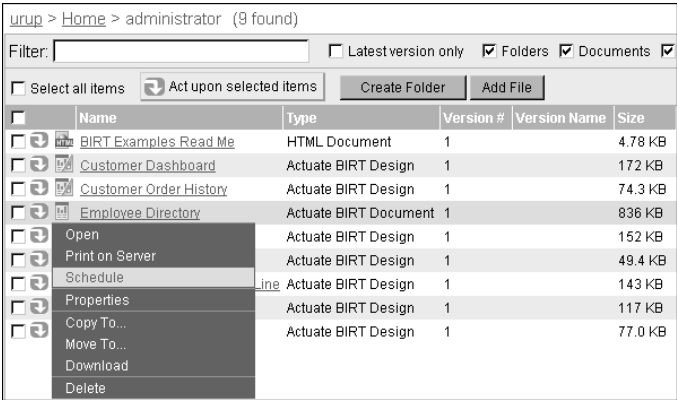 urup > Home > administrator (9 found)
Filter: Latest version only Folders Documents
Select all items Act upon selected items Create Folder Add File
Name Type Version # Version Name Size
BIRT Examples Read Me HTML Document 1 4.78 KB
Customer Dashboard Actuate BIRT Design 1 172 KB
Customer Order History Actuate BIRT Design 1 74.3 KB
Employee Directory Actuate BIRT Document 1 836 KB
Open Actuate BIRT Design 1 152 KB
Print on Server Actuate BIRT Design 1 49.4 KB
Schedule Line Actuate BIRT Design 1 143 KB
Properties Actuate BIRT Design 1 117 KB
Copy To... Actuate BIRT Design 1 77.0 KB
Move To...
Download
Delete